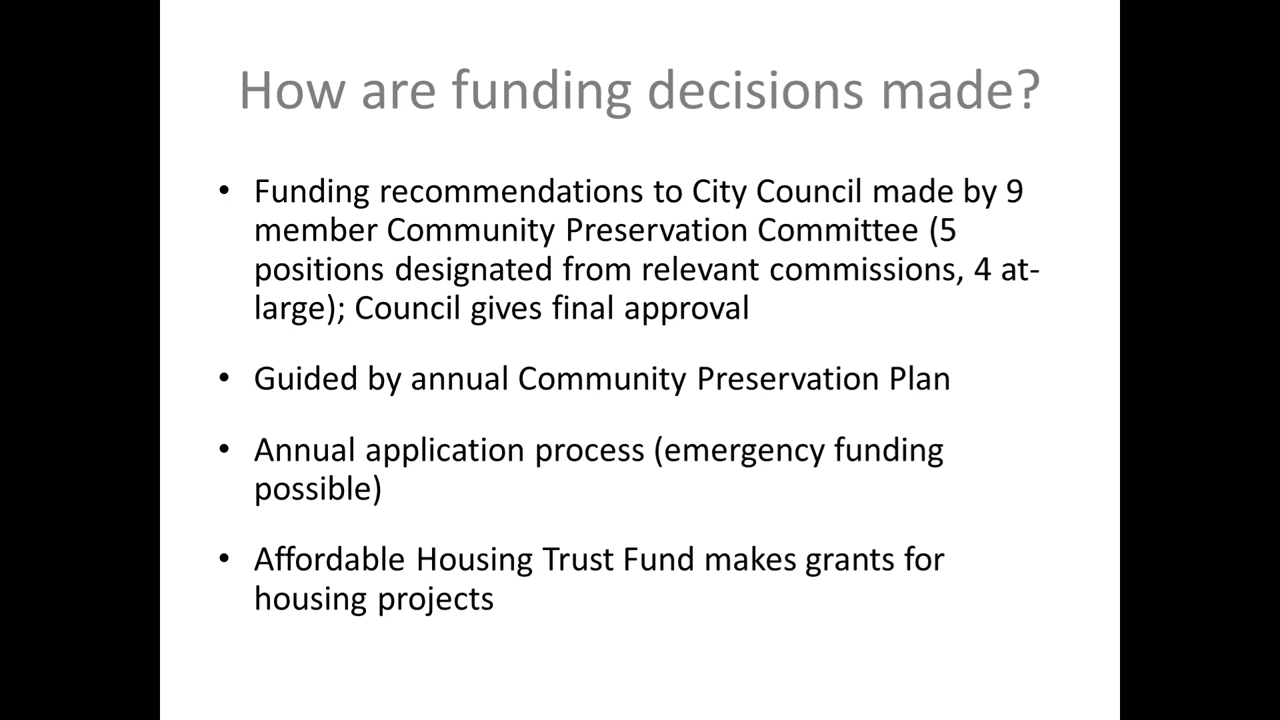 How are funding decisions made?
• Funding recommendations to City Council made by 9
member Community Preservation Committee (5
positions designated from relevant commissions, 4 at-
large); Council gives final approval
• Guided by annual Community Preservation Plan
• Annual application process (emergency funding
possible)
• Affordable Housing Trust Fund makes grants for
housing projects